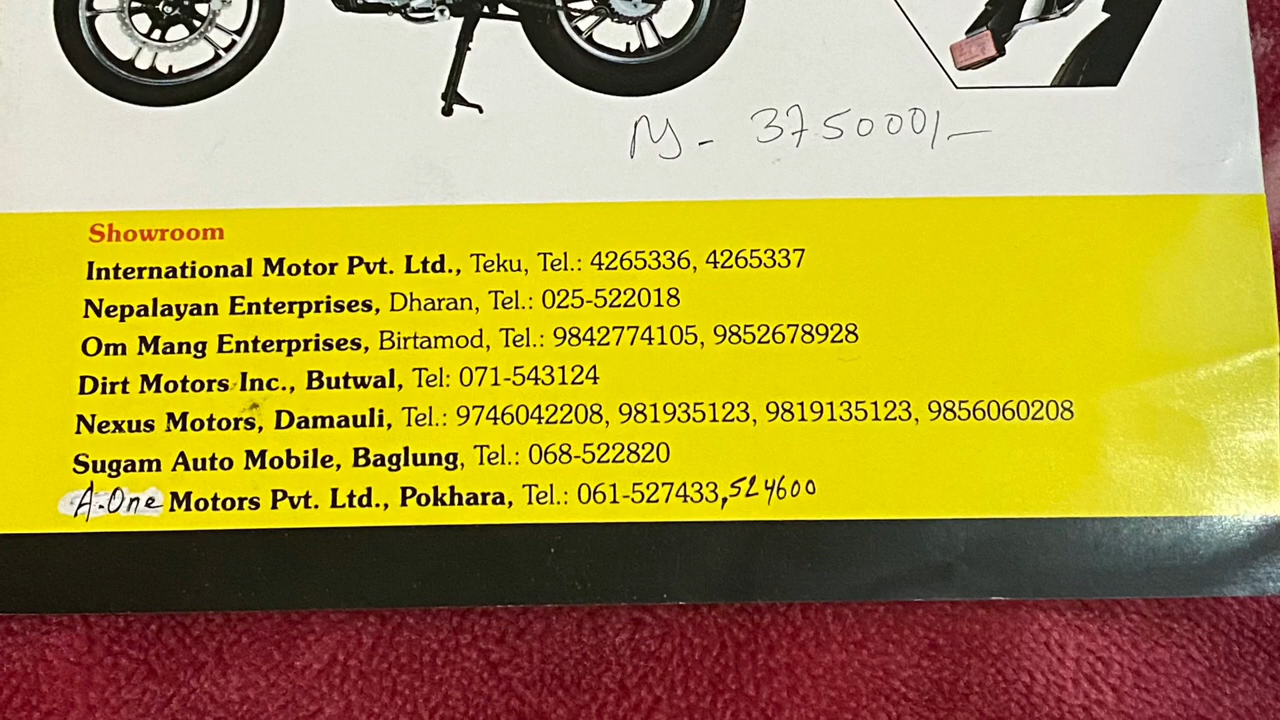 Rs - 375000/-
Showroom
International Motor Pvt. Ltd., Teku, Tel.: 4265336, 4265337
Nepalayan Enterprises, Dharan, Tel.: 025-522018
Om Mang Enterprises, Birtamod, Tel.: 9842774105, 9852678928
Dirt Motors Inc., Butwal, Tel: 071-543124
Nexus Motors, Damauli, Tel.: 9746042208, 981935123, 9819135123, 9856060208
Sugam Auto Mobile, Baglung, Tel.: 068-522820
A-One Motors Pvt. Ltd., Pokhara, Tel.: 061-527433, 524600